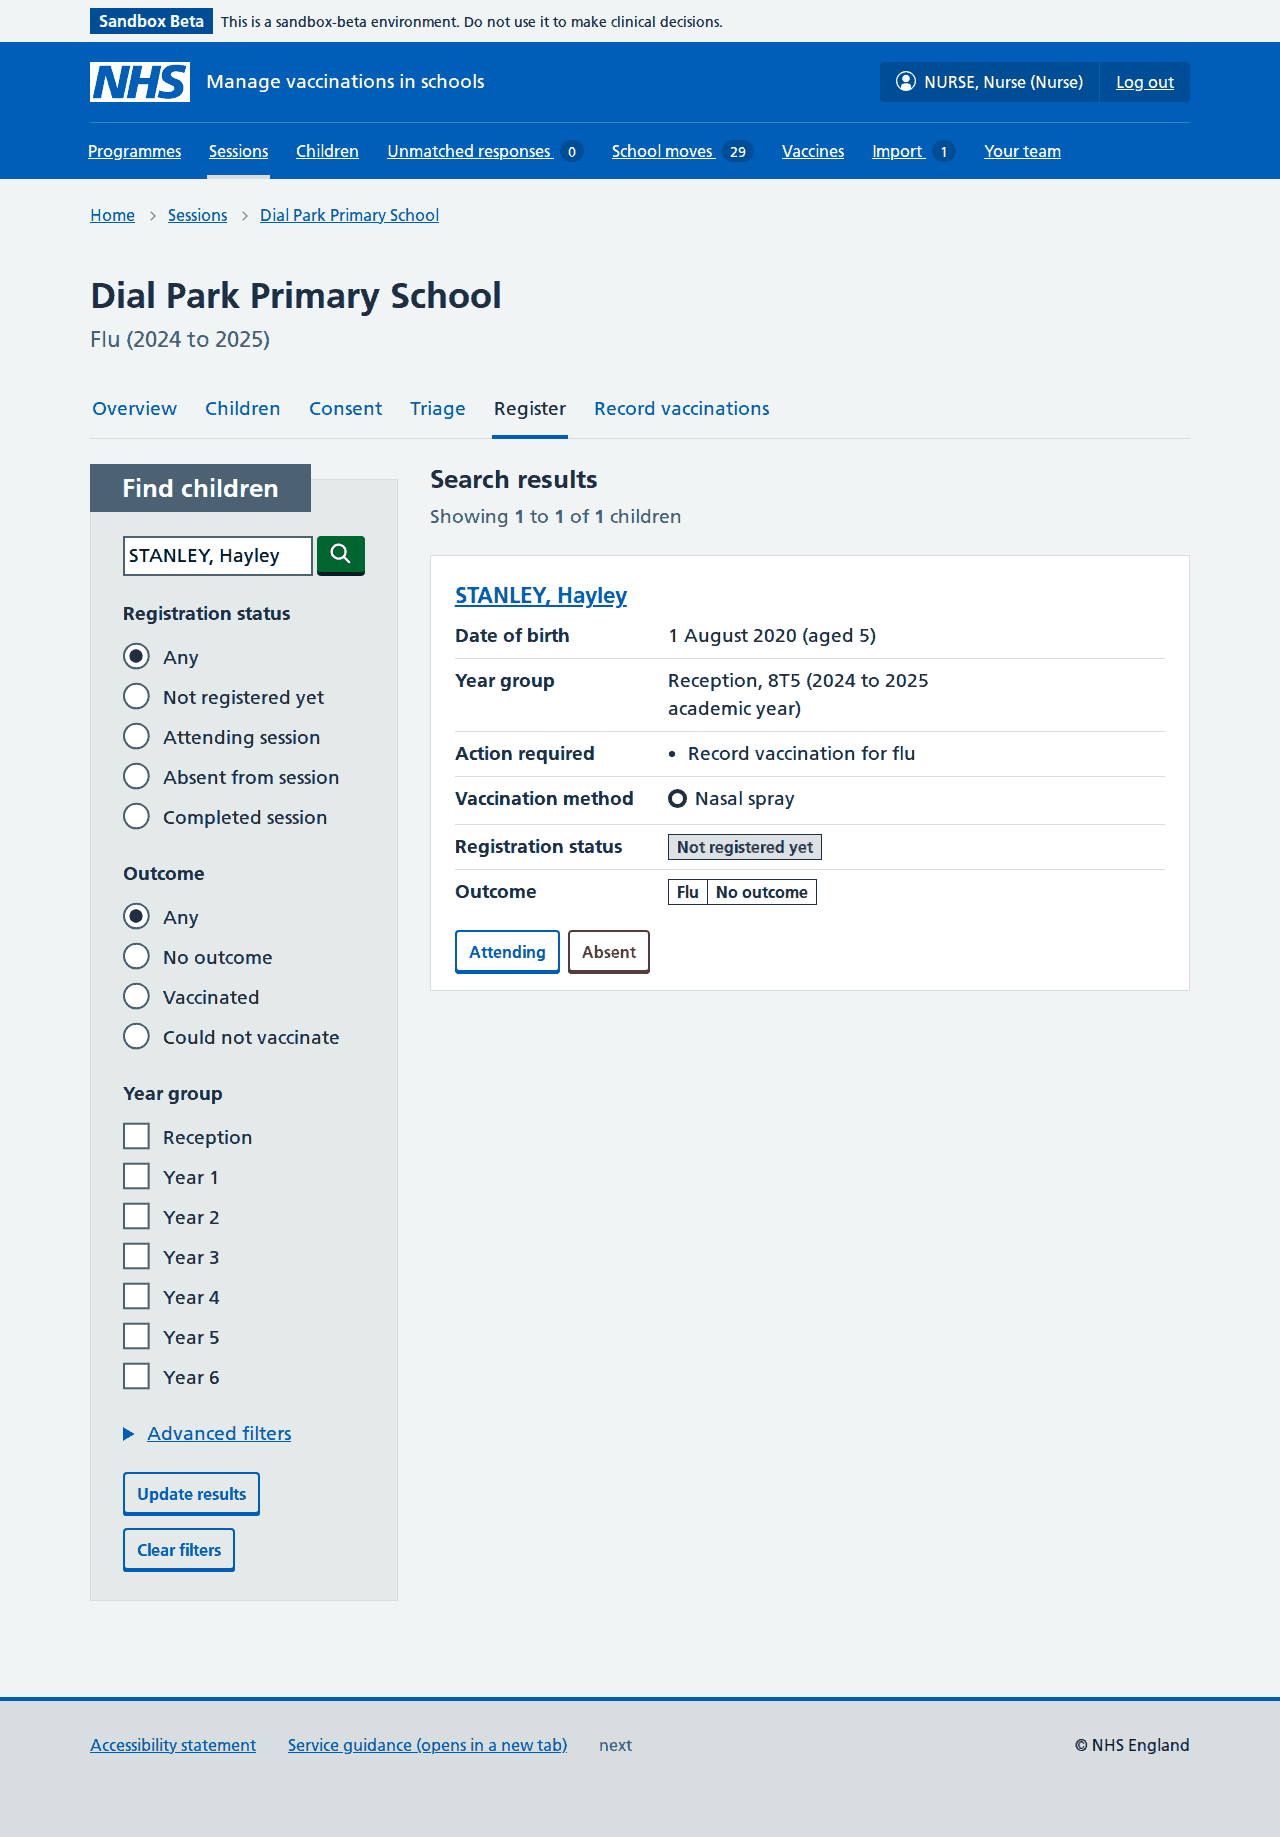 Sandbox Beta This is a sandbox-beta environment. Do not use it to make clinical decisions.
NHS Manage vaccinations in schools NURSE, Nurse (Nurse) Log out
Programmes Sessions Children Unmatched responses 0 School moves 29 Vaccines Import 1 Your team
Home Sessions Dial Park Primary School
Dial Park Primary School
Flu (2024 to 2025)
Overview Children Consent Triage Register Record vaccinations
Find children
STANLEY, Hayley
Registration status
Any
Not registered yet
Attending session
Absent from session
Completed session
Outcome
Any
No outcome
Vaccinated
Could not vaccinate
Year group
Reception
Year 1
Year 2
Year 3
Year 4
Year 5
Year 6
Advanced filters
Update results
Clear filters
Search results
Showing 1 to 1 of 1 children
STANLEY, Hayley
Date of birth 1 August 2020 (aged 5)
Year group Reception, 8T5 (2024 to 2025
academic year)
Action required • Record vaccination for flu
Vaccination method Nasal spray
Registration status Not registered yet
Outcome Flu No outcome
Attending Absent
Accessibility statement Service guidance (opens in a new tab) next © NHS England